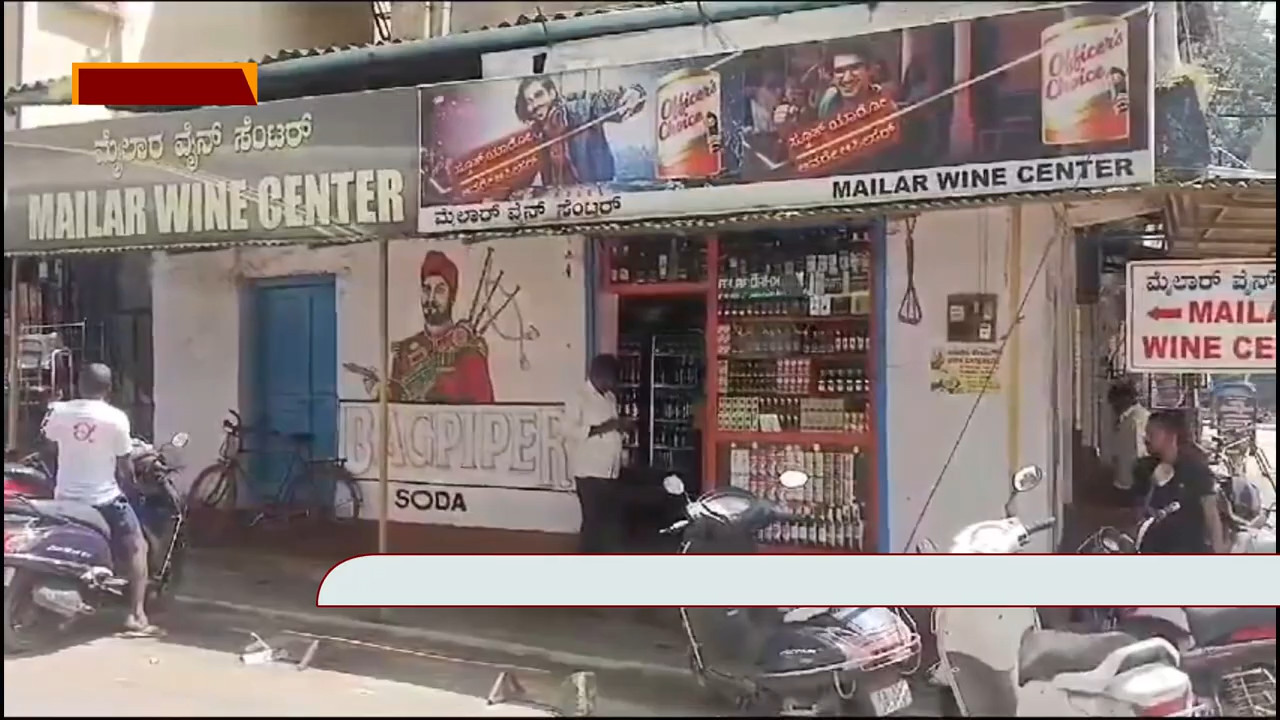 ಮೈಲಾರ ವೈನ್ ಸೆಂಟರ್
MAILAR WINE CENTER
Officer's
Choice
Officer's
Choice
ಮೈಲಾರ್ ವೈನ್ ಸೆಂಟರ್
MAILAR WINE CENTER
ಮೈಲಾರ್ ವೈನ್
MAILA
WINE CE
BAGPIPER
SODA